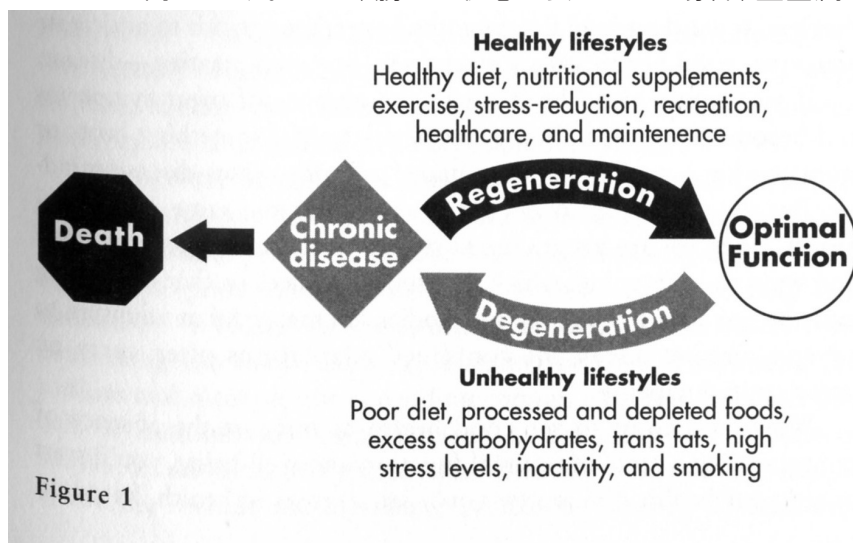 Healthy lifestyles
Healthy diet, nutritional supplements,
exercise, stress-reduction, recreation,
healthcare, and maintenence
Regeneration
Death
Chronic
disease
Optimal
Function
Degeneration
Unhealthy lifestyles
Poor diet, processed and depleted foods,
excess carbohydrates, trans fats, high
stress levels, inactivity, and smoking
Figure 1